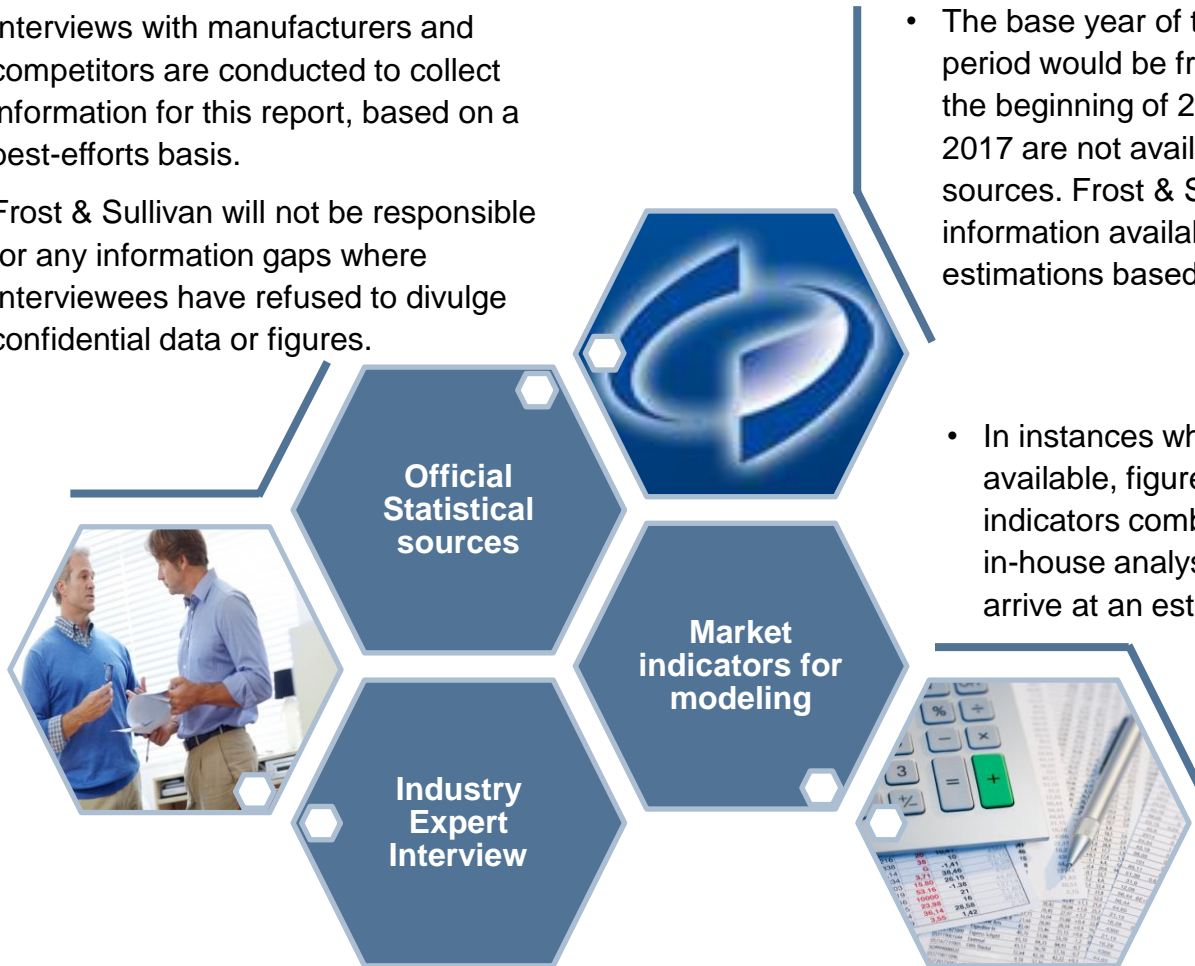 nterviews with manufacturers and
competitors are conducted to collect
nformation for this report, based on a
best-efforts basis.
Frost & Sullivan will not be responsible
for any information gaps where
nterviewees have refused to divulge
confidential data or figures.
• The base year of t
period would be fr
the beginning of 2
2017 are not avail
sources. Frost & S
information availal
estimations based
• In instances wh
available, figure
indicators comb
in-house analys
arrive at an est
Official
Statistical
sources
Market
indicators for
modeling
Industry
Expert
Interview